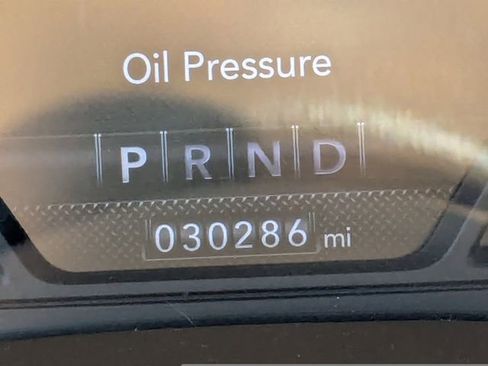 Oil Pressure
P R N D
030286 mi